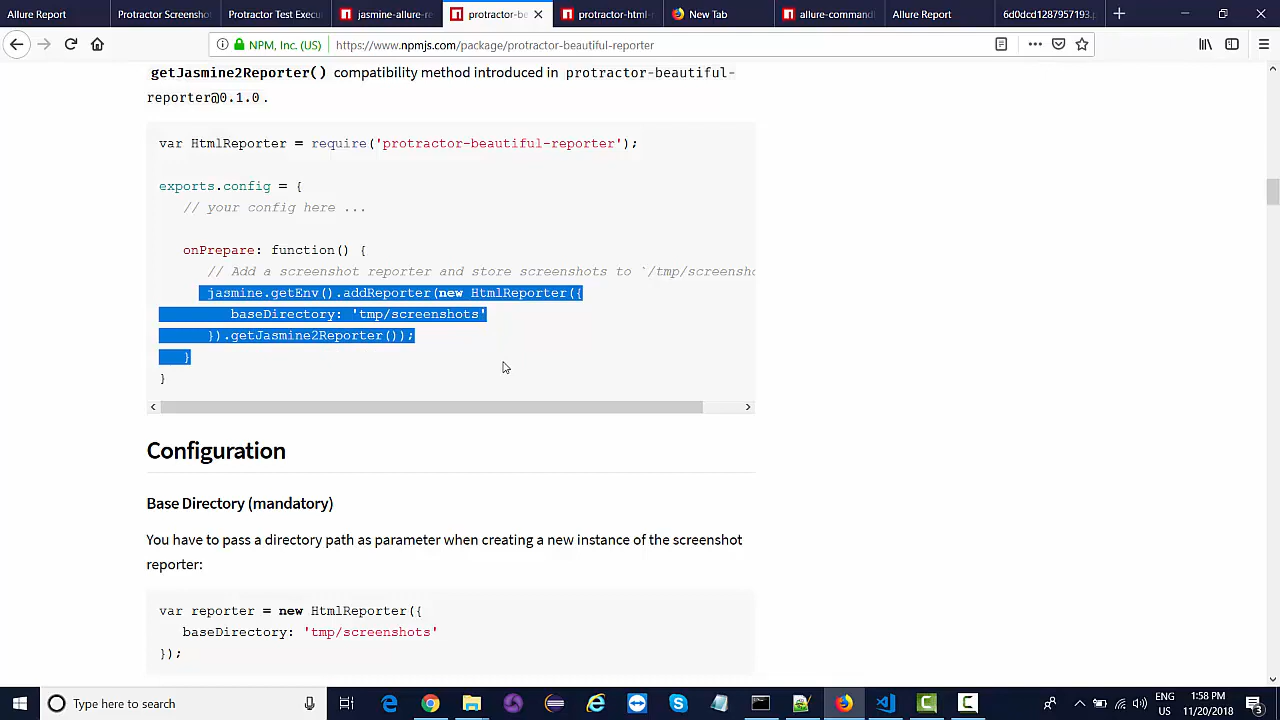 Allure Report
Protractor Screensho
Protractor Test Execu
jasmine-allure-re
protractor-be
protractor-html-r
New Tab
allure-commandl
Allure Report
6d0dcd1287957193.p
NPM, Inc. (US)
https://www.npmjs.com/package/protractor-beautiful-reporter
getJasmine2Reporter() compatibility method introduced in protractor-beautiful-
reporter@0.1.0 .
var HtmlReporter = require('protractor-beautiful-reporter');
exports.config = {
// your config here ...
onPrepare: function() {
// Add a screenshot reporter and store screenshots to `/tmp/screensho
jasmine.getEnv().addReporter(new HtmlReporter({
baseDirectory: 'tmp/screenshots'
}).getJasmine2Reporter());
}
}
Configuration
Base Directory (mandatory)
You have to pass a directory path as parameter when creating a new instance of the screenshot
reporter:
var reporter = new HtmlReporter({
baseDirectory: 'tmp/screenshots'
});
Type here to search
ENG
US
1:58 PM
11/20/2018
3